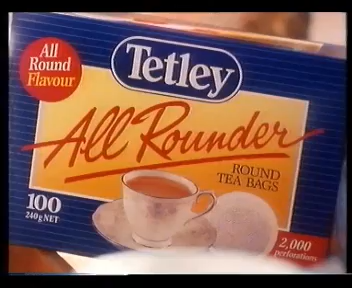 All
Round
Flavour
Tetley
All Rounder
ROUND
TEA BAGS
100
240g NET
2,000
perforations